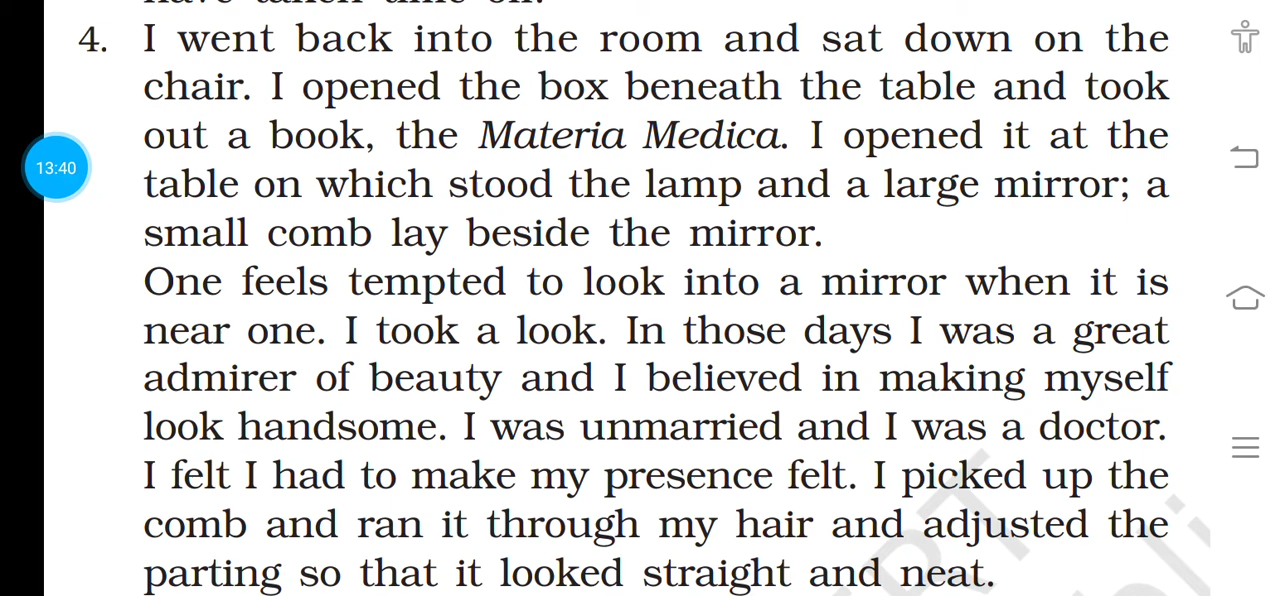 4. I went back into the room and sat down on the
chair. I opened the box beneath the table and took
out a book, the Materia Medica. I opened it at the
13:40
table on which stood the lamp and a large mirror; a
small comb lay beside the mirror.
One feels tempted to look into a mirror when it is
near one. I took a look. In those days I was a great
admirer of beauty and I believed in making myself
look handsome. I was unmarried and I was a doctor.
I felt I had to make my presence felt. I picked up the
comb and ran it through my hair and adjusted the
parting so that it looked straight and neat.